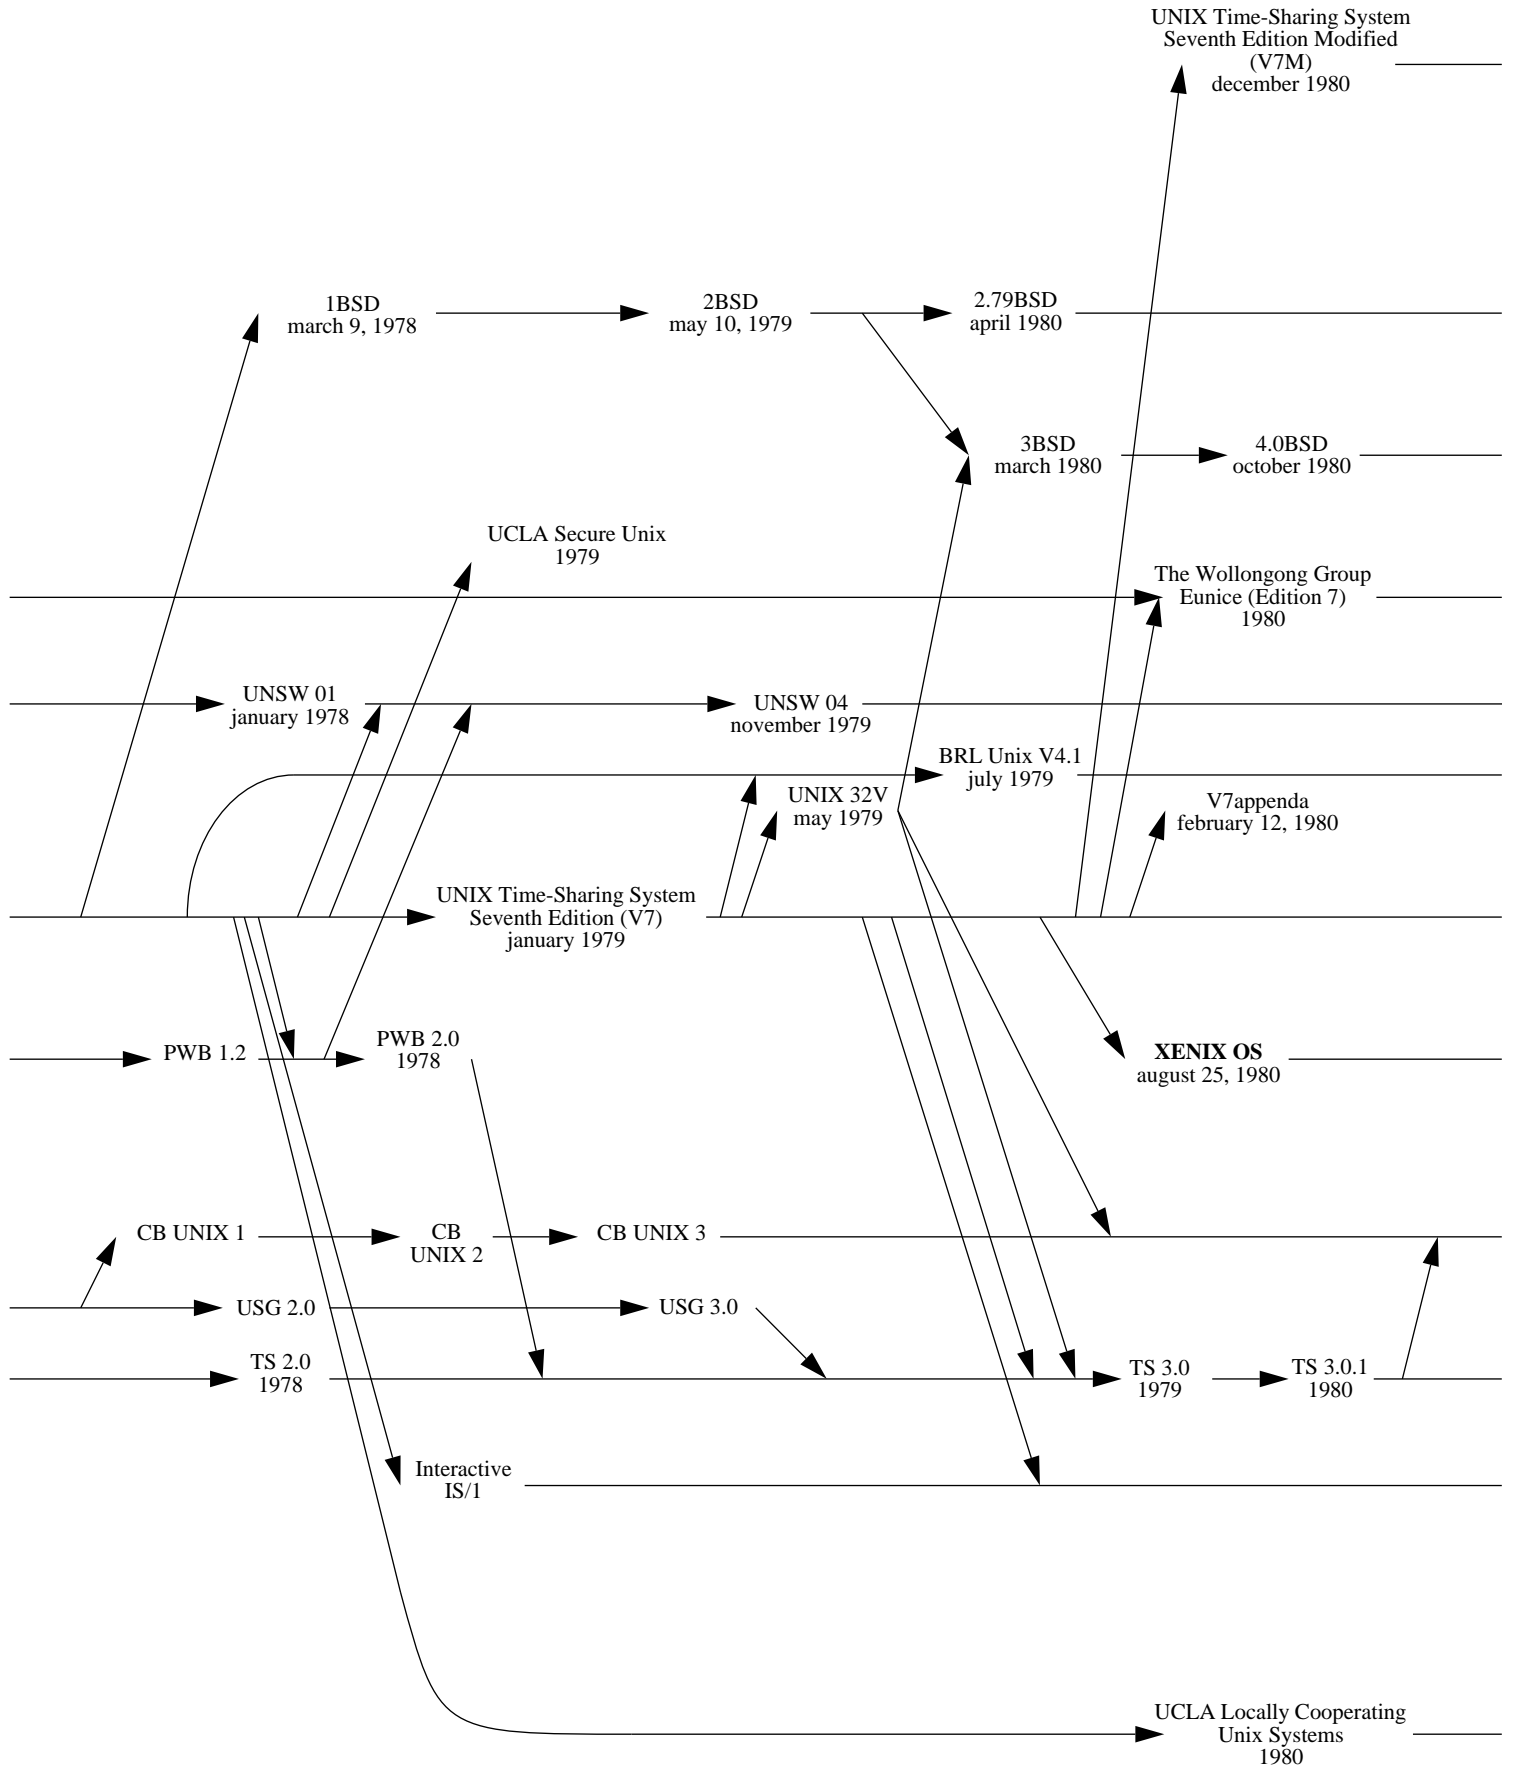 UNIX Time-Sharing System
Seventh Edition Modified
(V7M)
december 1980
1BSD
march 9, 1978
2BSD
may 10, 1979
2.79BSD
april 1980
3BSD
march 1980
4.0BSD
october 1980
UCLA Secure Unix
1979
The Wollongong Group
Eunice (Edition 7)
1980
UNSW 01
january 1978
UNSW 04
november 1979
BRL Unix V4.1
july 1979
UNIX 32V
may 1979
V7appenda
february 12, 1980
UNIX Time-Sharing System
Seventh Edition (V7)
january 1979
PWB 1.2
PWB 2.0
1978
XENIX OS
august 25, 1980
CB UNIX 1
CB
UNIX 2
CB UNIX 3
USG 2.0
USG 3.0
TS 2.0
1978
TS 3.0
1979
TS 3.0.1
1980
Interactive
IS/1
UCLA Locally Cooperating
Unix Systems
1980